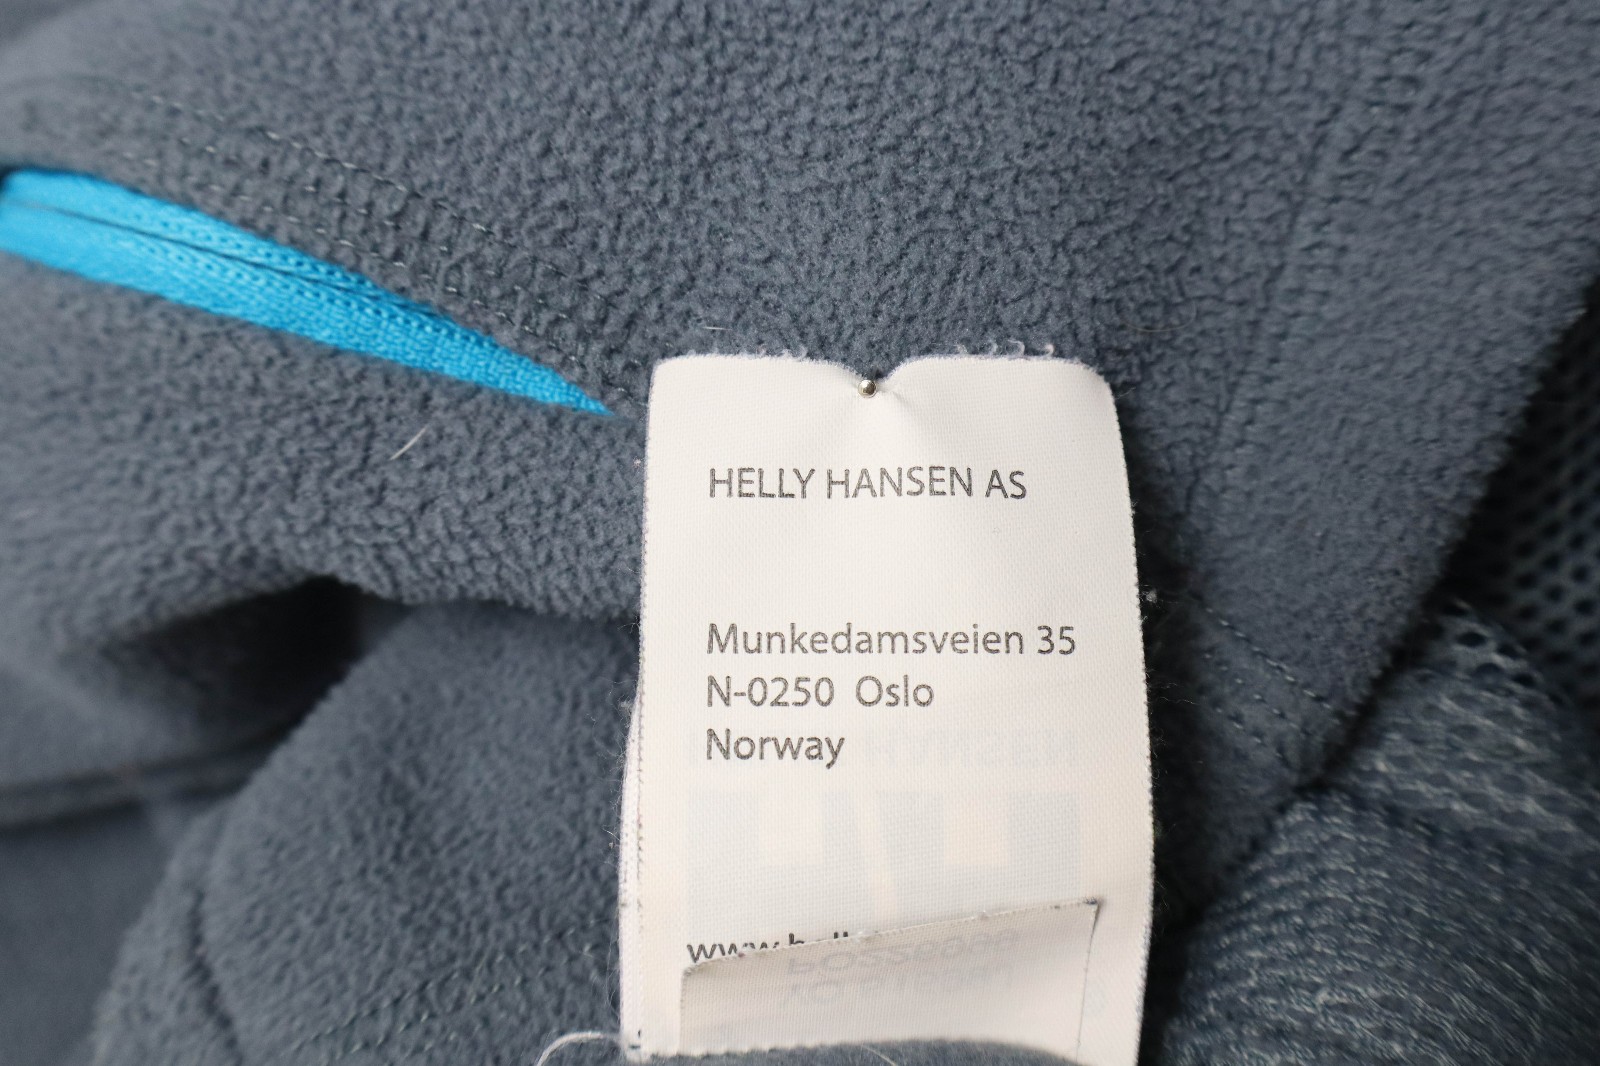 HELLY HANSEN AS
Munkedamsveien 35
N-0250 Oslo
Norway